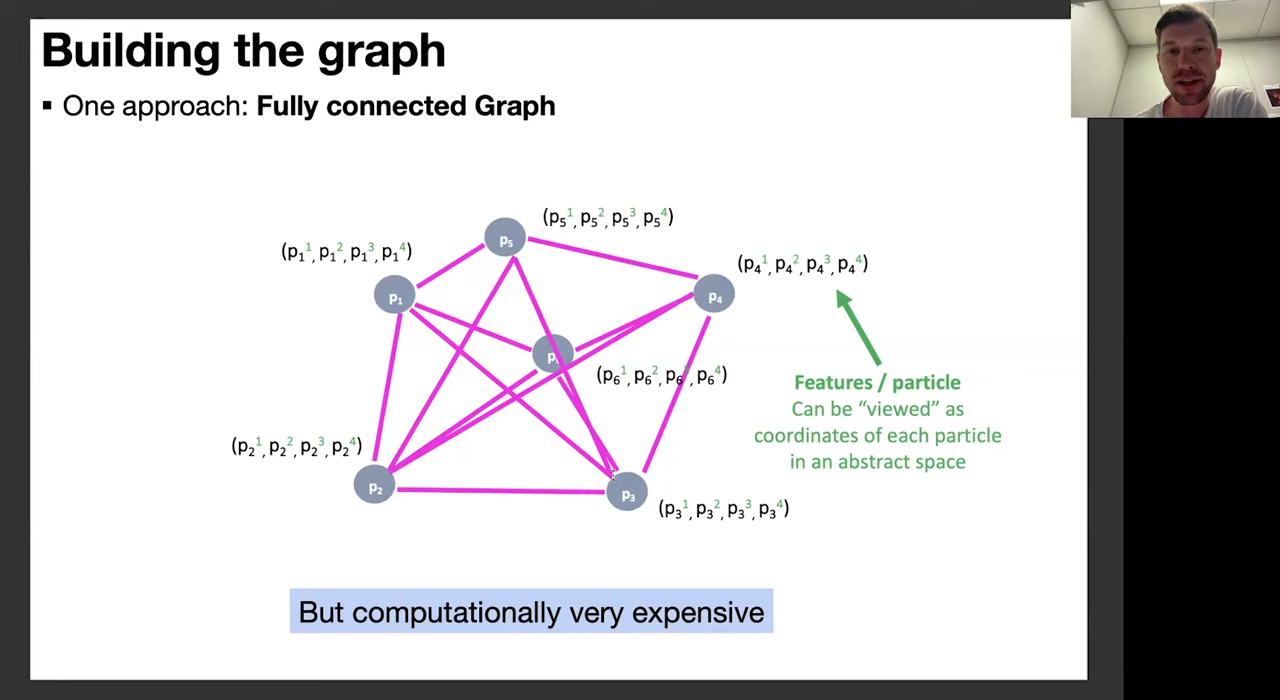 Building the graph
▪ One approach: Fully connected Graph
(p₅¹, p₅², p₅³, p₅⁴)
(p₁¹, p₁², p₁³, p₁⁴)
p₅
(p₄¹, p₄², p₄³, p₄⁴)
p₁
p₄
p
(p₆¹, p₆², p₆, p₆⁴)
Features / particle
Can be “viewed” as
coordinates of each particle
in an abstract space
(p₂¹, p₂², p₂³, p₂⁴)
p₂
p₃
(p₃¹, p₃², p₃³, p₃⁴)
But computationally very expensive